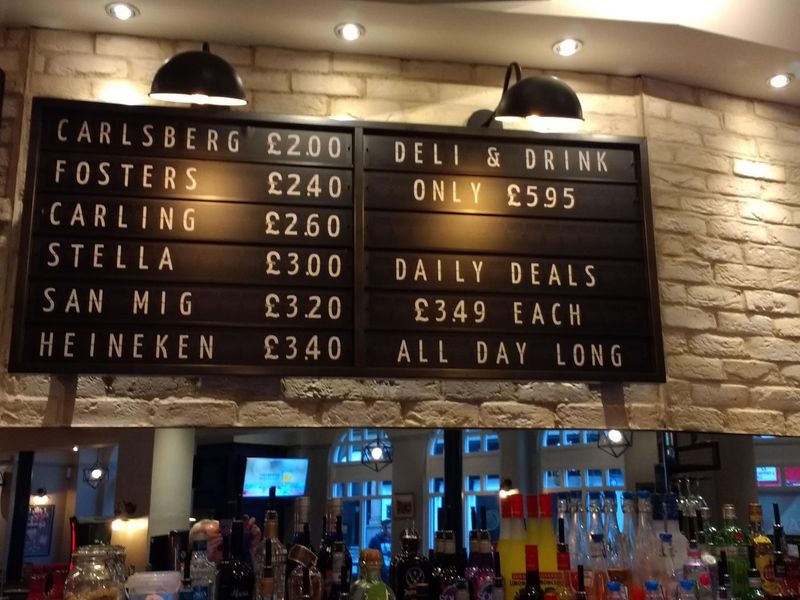 CARLSBERG £2.00
FOSTERS £2.40
CARLING £2.60
STELLA £3.00
SAN MIG £3.20
HEINEKEN £3.40
DELI & DRINK
ONLY £5.95
DAILY DEALS
£3.49 EACH
ALL DAY LONG